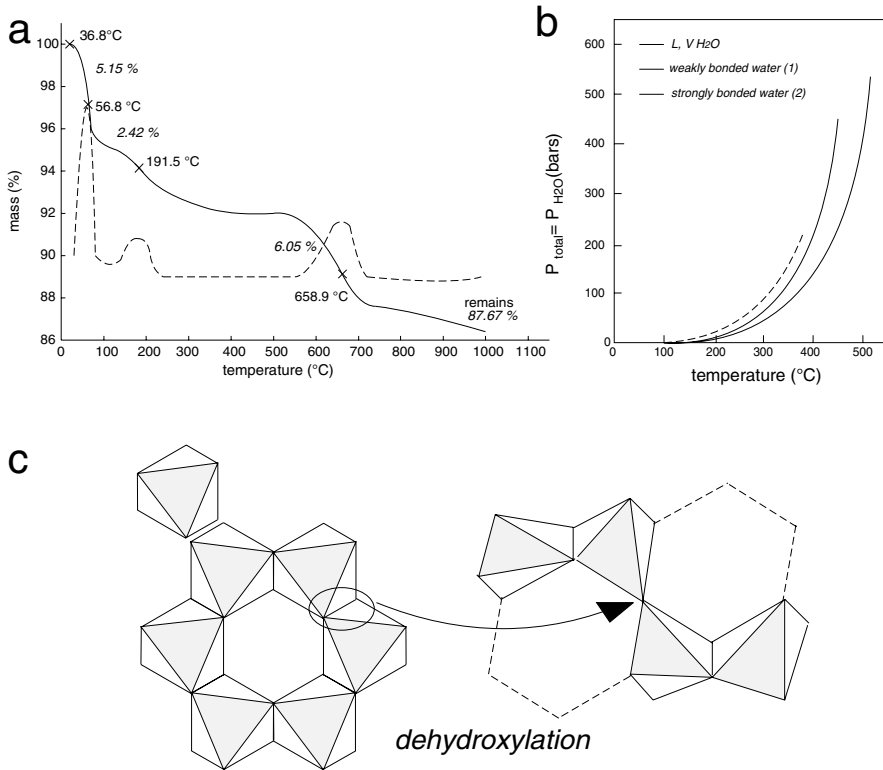 a
100
98
96
94
92
90
88
86
mass (%)
36.8°C
5.15 %
56.8 °C
2.42 %
191.5 °C
6.05 %
658.9 °C
remains
87.67 %
0 100 200 300 400 500 600 700 800 900 1000 1100
temperature (°C)
b
600
500
400
300
200
100
0
P total= P H2O(bars)
L, V H2O
weakly bonded water (1)
strongly bonded water (2)
0 100 200 300 400 500
temperature (°C)
c
dehydroxylation